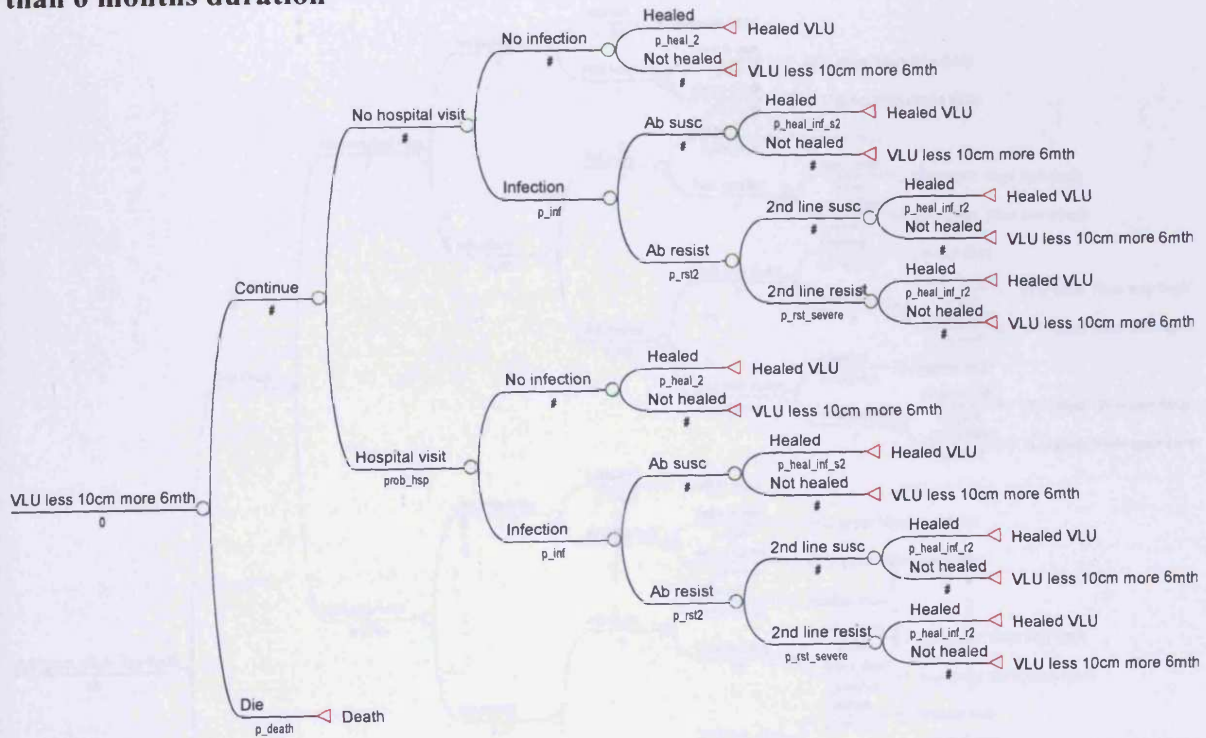 than 6 months duration
Healed
p_heal_2
Healed VLU
No infection
#
Not healed
#
VLU less 10cm more 6mth
No hospital visit
#
Healed
p_heal_inf_s2
Healed VLU
Ab susc
#
Not healed
#
VLU less 10cm more 6mth
Infection
p_inf
Healed
p_heal_inf_r2
Healed VLU
2nd line susc
#
Not healed
#
VLU less 10cm more 6mth
Ab resist
p_rst2
Healed
p_heal_inf_r2
Healed VLU
2nd line resist
p_rst_severe
Not healed
#
VLU less 10cm more 6mth
Continue
#
Healed
p_heal_2
Healed VLU
No infection
#
Not healed
#
VLU less 10cm more 6mth
Hospital visit
prob_hsp
Healed
p_heal_inf_s2
Healed VLU
Ab susc
#
Not healed
#
VLU less 10cm more 6mth
VLU less 10cm more 6mth
0
Infection
p_inf
Healed
p_heal_inf_r2
Healed VLU
2nd line susc
#
Not healed
#
VLU less 10cm more 6mth
Ab resist
p_rst2
Healed
p_heal_inf_r2
Healed VLU
2nd line resist
p_rst_severe
Not healed
#
VLU less 10cm more 6mth
Die
p_death
Death